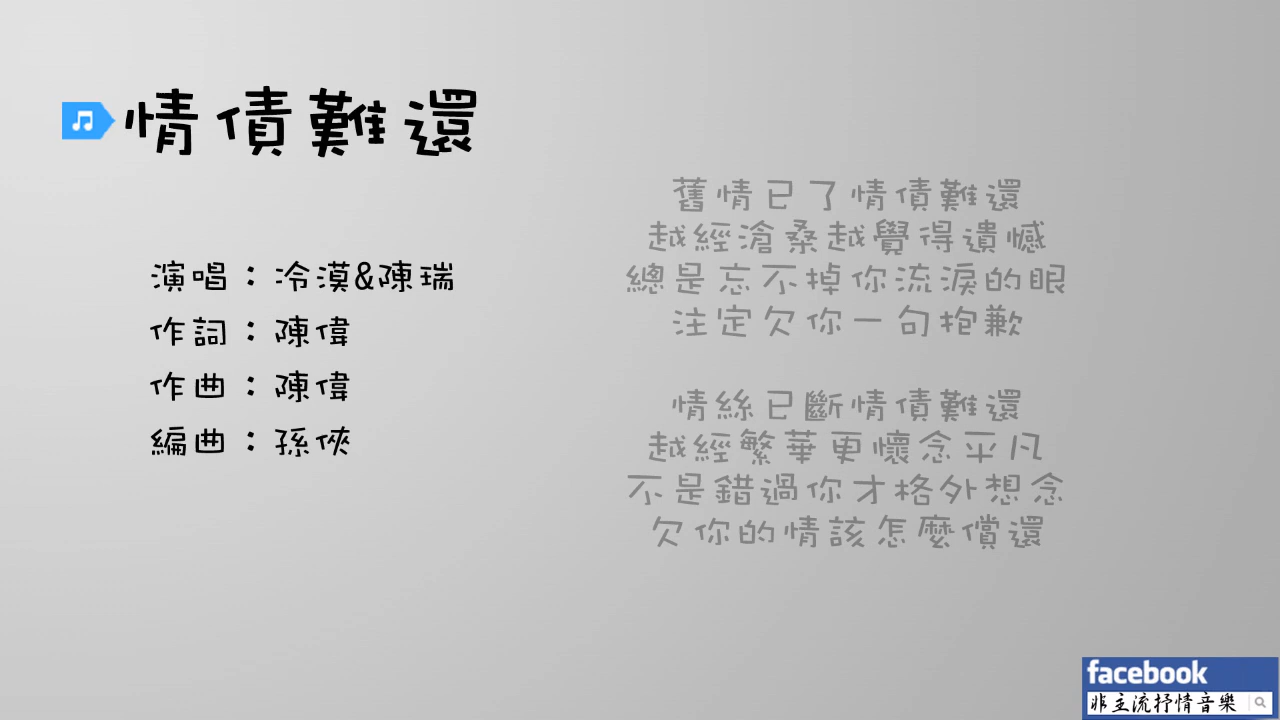 情債難還
演唱：冷漠&陳瑞
作詞：陳偉
作曲：陳偉
編曲：孫俠
舊情已了情債難還
越經滄桑越覺得遺憾
總是忘不掉你流淚的眼
注定欠你一句抱歉
情絲已斷情債難還
越經繁華更懷念平凡
不是錯過你才格外想念
欠你的情該怎麼償還
facebook
非主流抒情音樂